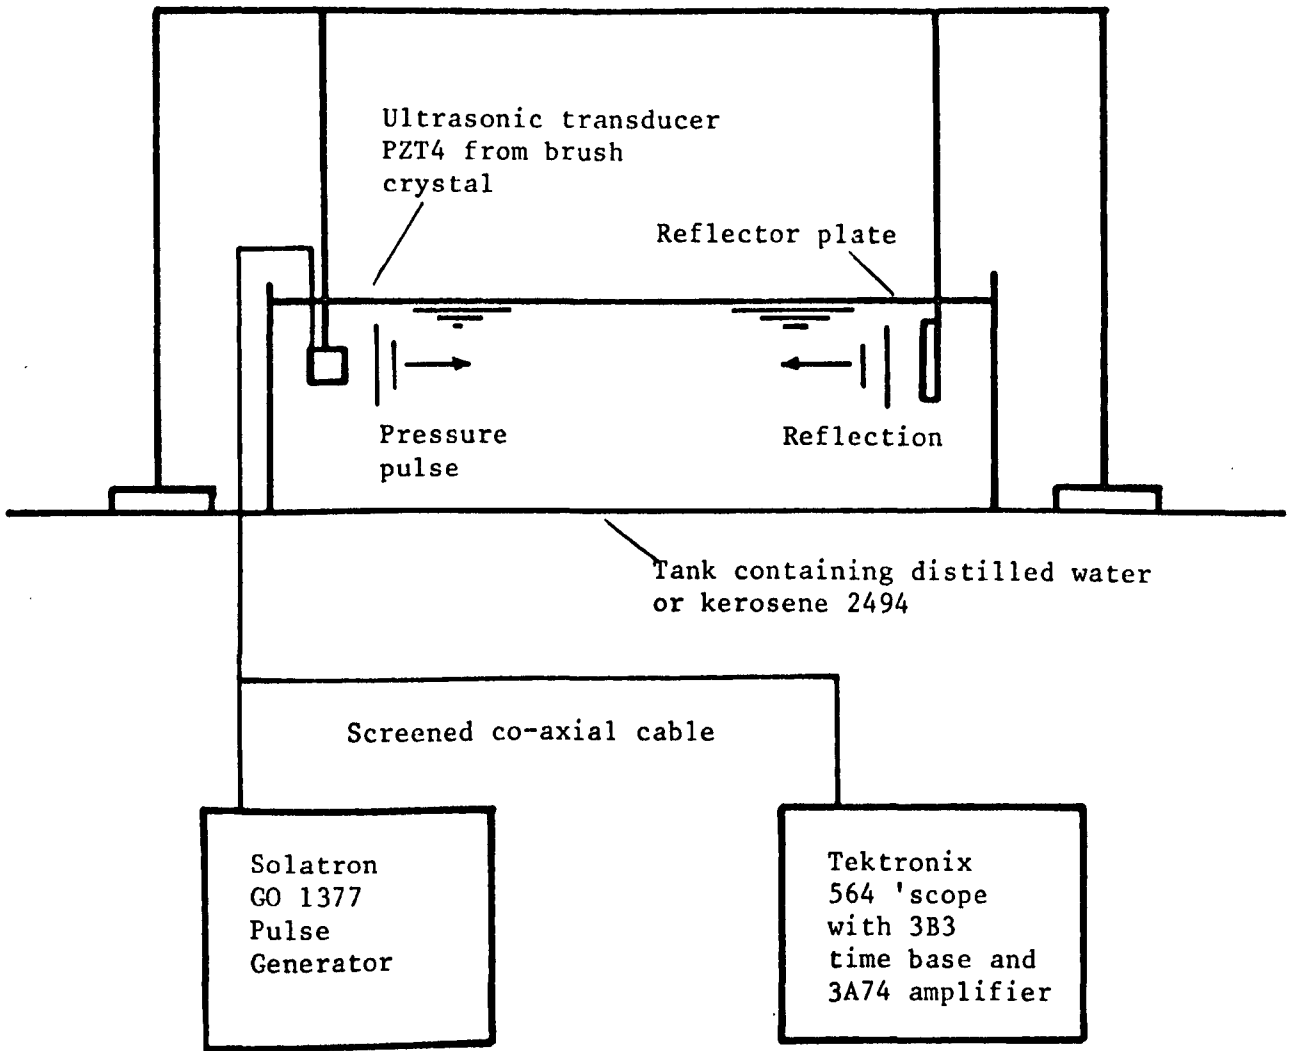 Ultrasonic transducer
PZT4 from brush
crystal
Reflector plate
Pressure
pulse
Reflection
Tank containing distilled water
or kerosene 2494
Screened co-axial cable
Solatron
GO 1377
Pulse
Generator
Tektronix
564 'scope
with 3B3
time base and
3A74 amplifier